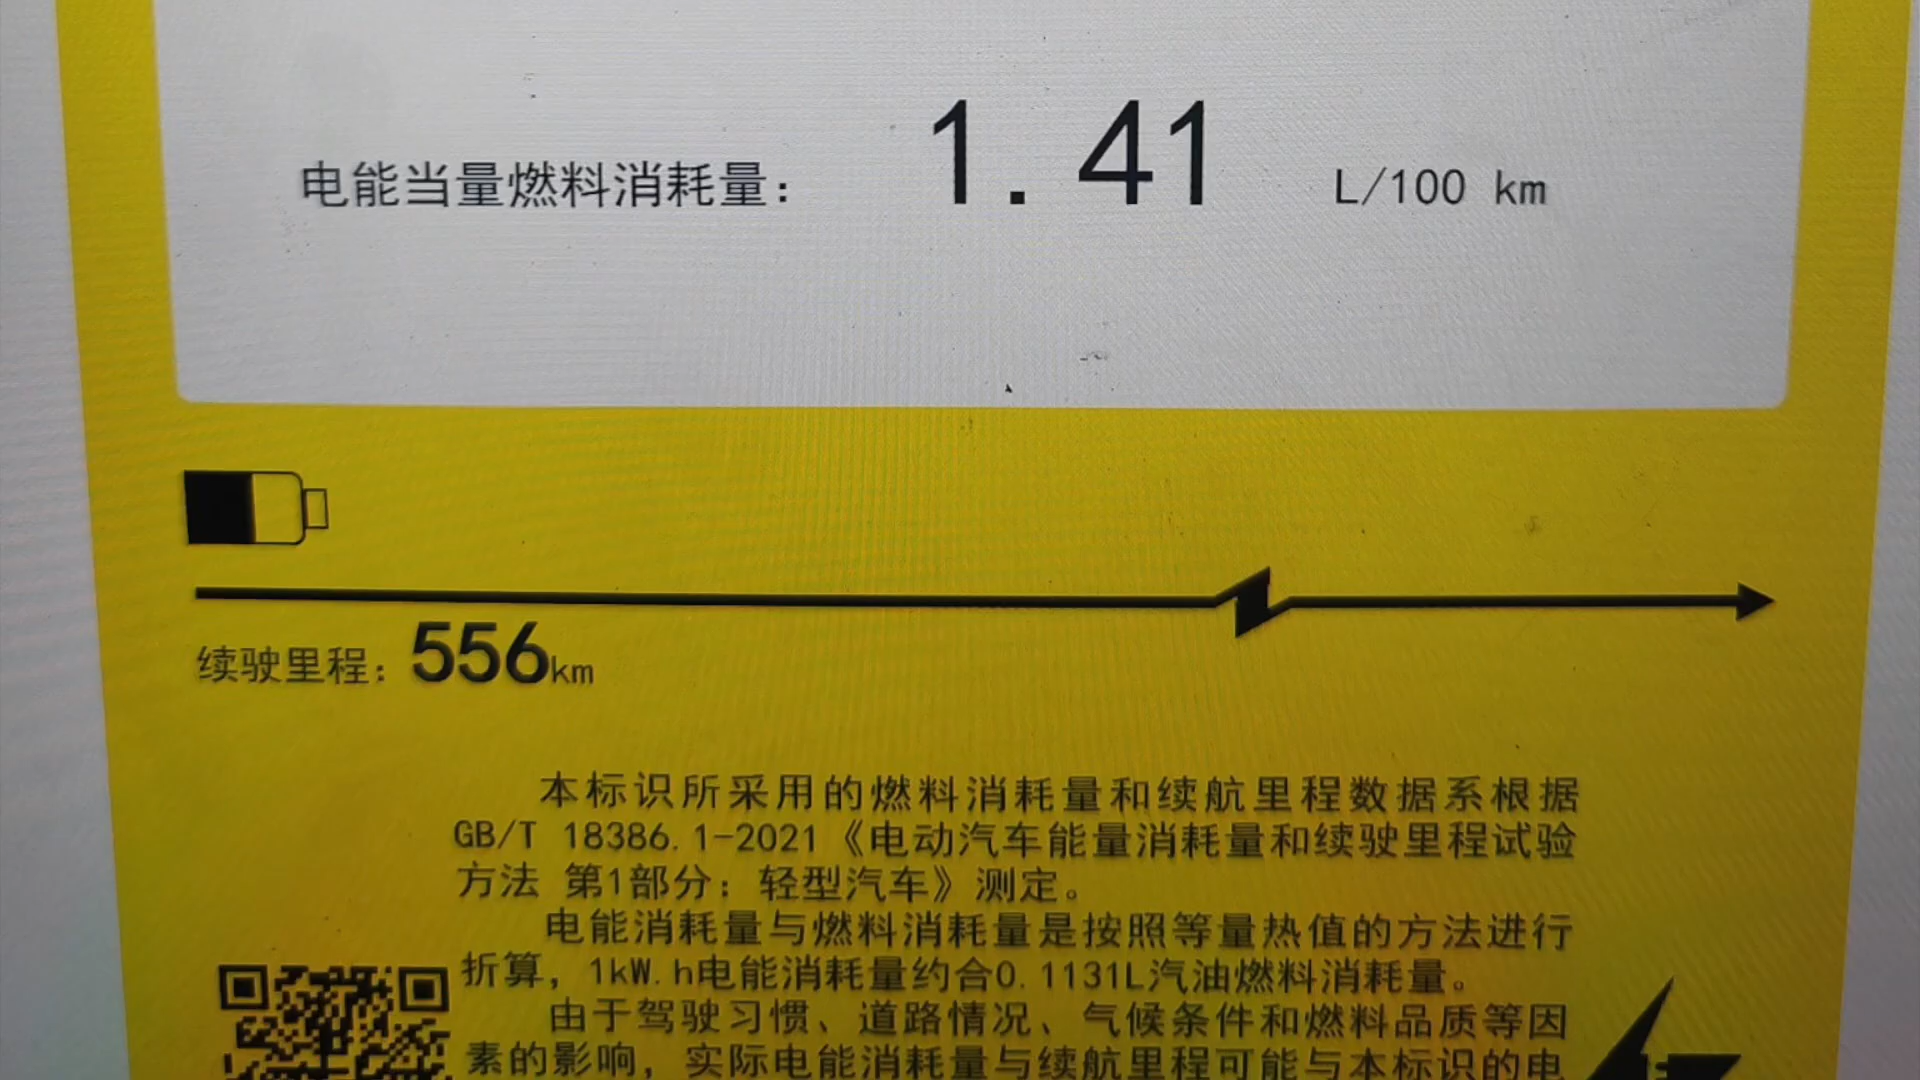 电能当量燃料消耗量： 1.41 L/100 km
续驶里程：556km
本标识所采用的燃料消耗量和续航里程数据系根据
GB/T 18386.1-2021《电动汽车能量消耗量和续驶里程试验
方法 第1部分：轻型汽车》测定。
电能消耗量与燃料消耗量是按照等量热值的方法进行
折算，1kW.h电能消耗量约合0.1131L汽油燃料消耗量。
由于驾驶习惯、道路情况、气候条件和燃料品质等因
素的影响，实际电能消耗量与续航里程可能与本标识的电